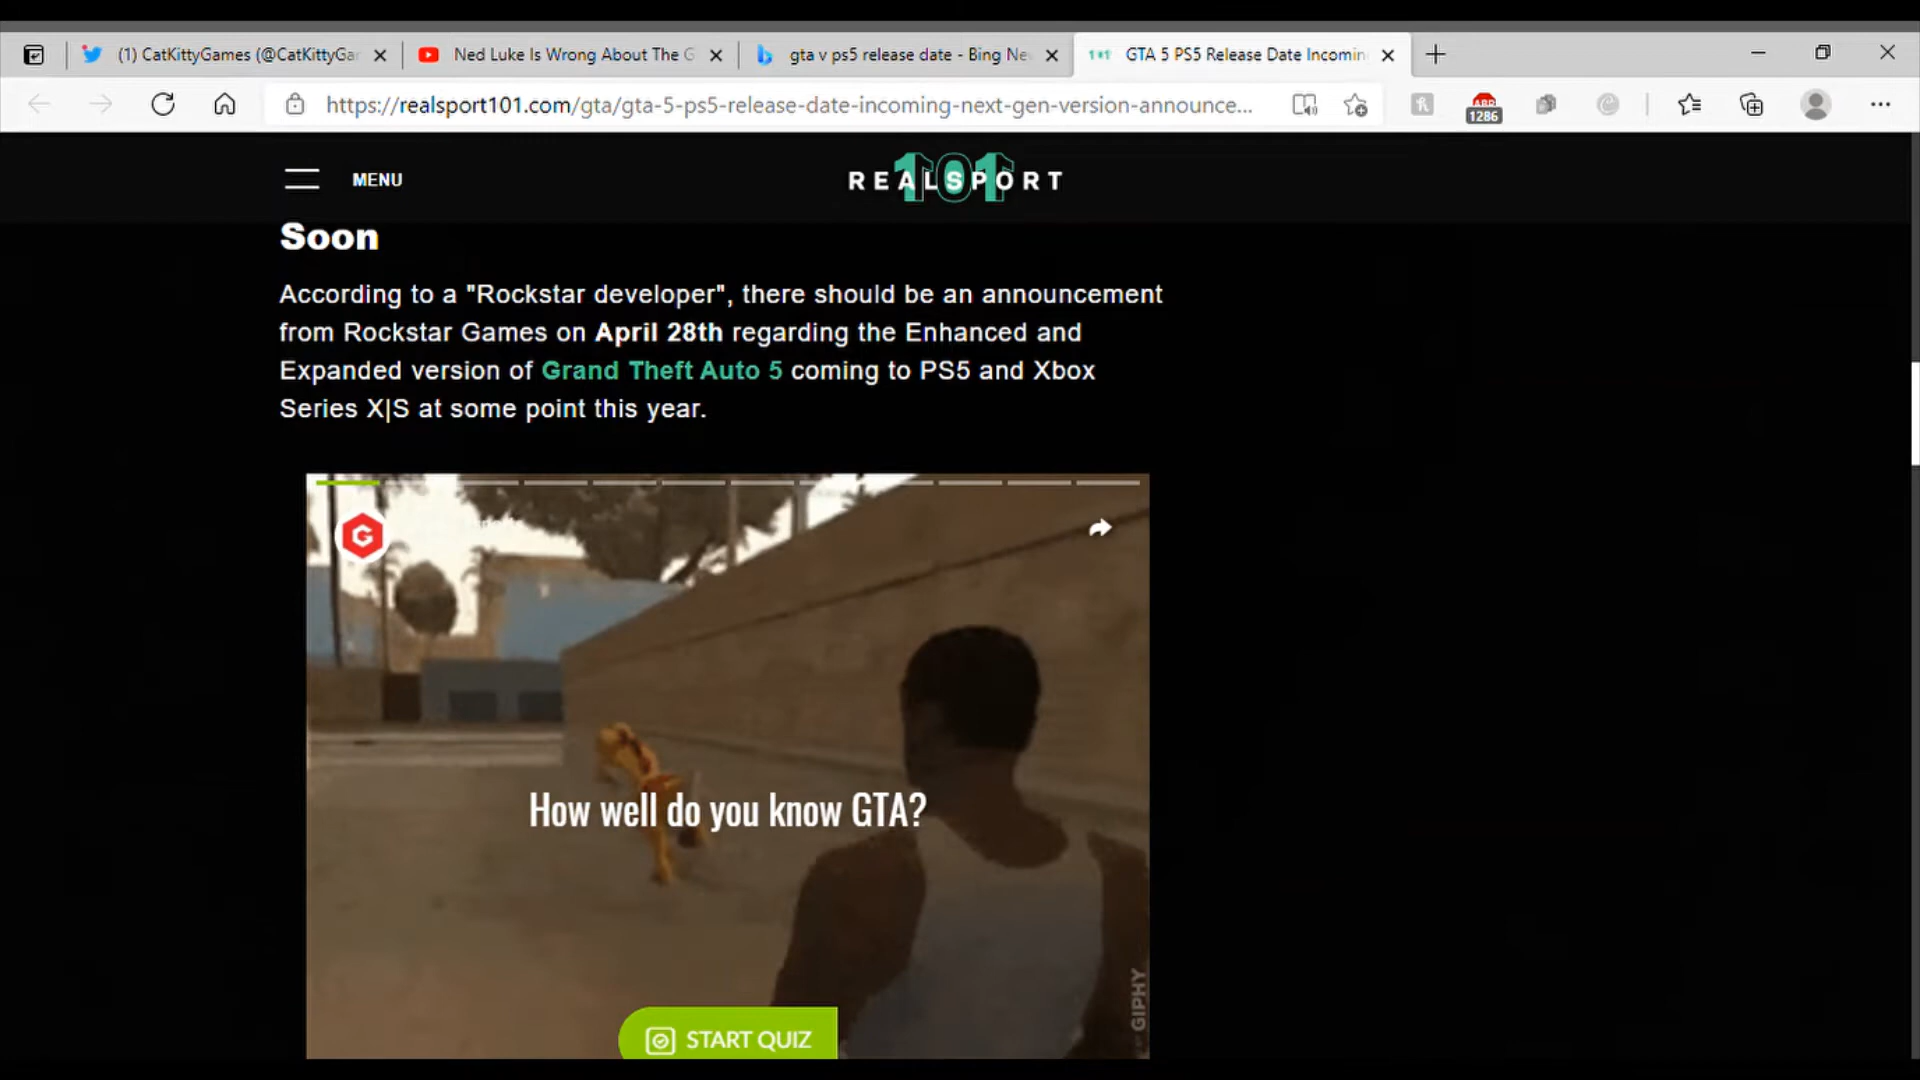 (1) CatKittyGames (@CatKittyGa
Ned Luke Is Wrong About The G
gta v ps5 release date - Bing Ne
GTA 5 PS5 Release Date Incomin
https://realsport101.com/gta/gta-5-ps5-release-date-incoming-next-gen-version-announce...
ABP
1286
MENU
REALSPORT
101
Soon
According to a "Rockstar developer", there should be an announcement
from Rockstar Games on April 28th regarding the Enhanced and
Expanded version of Grand Theft Auto 5 coming to PS5 and Xbox
Series X|S at some point this year.
G
How well do you know GTA?
GIPHY
START QUIZ